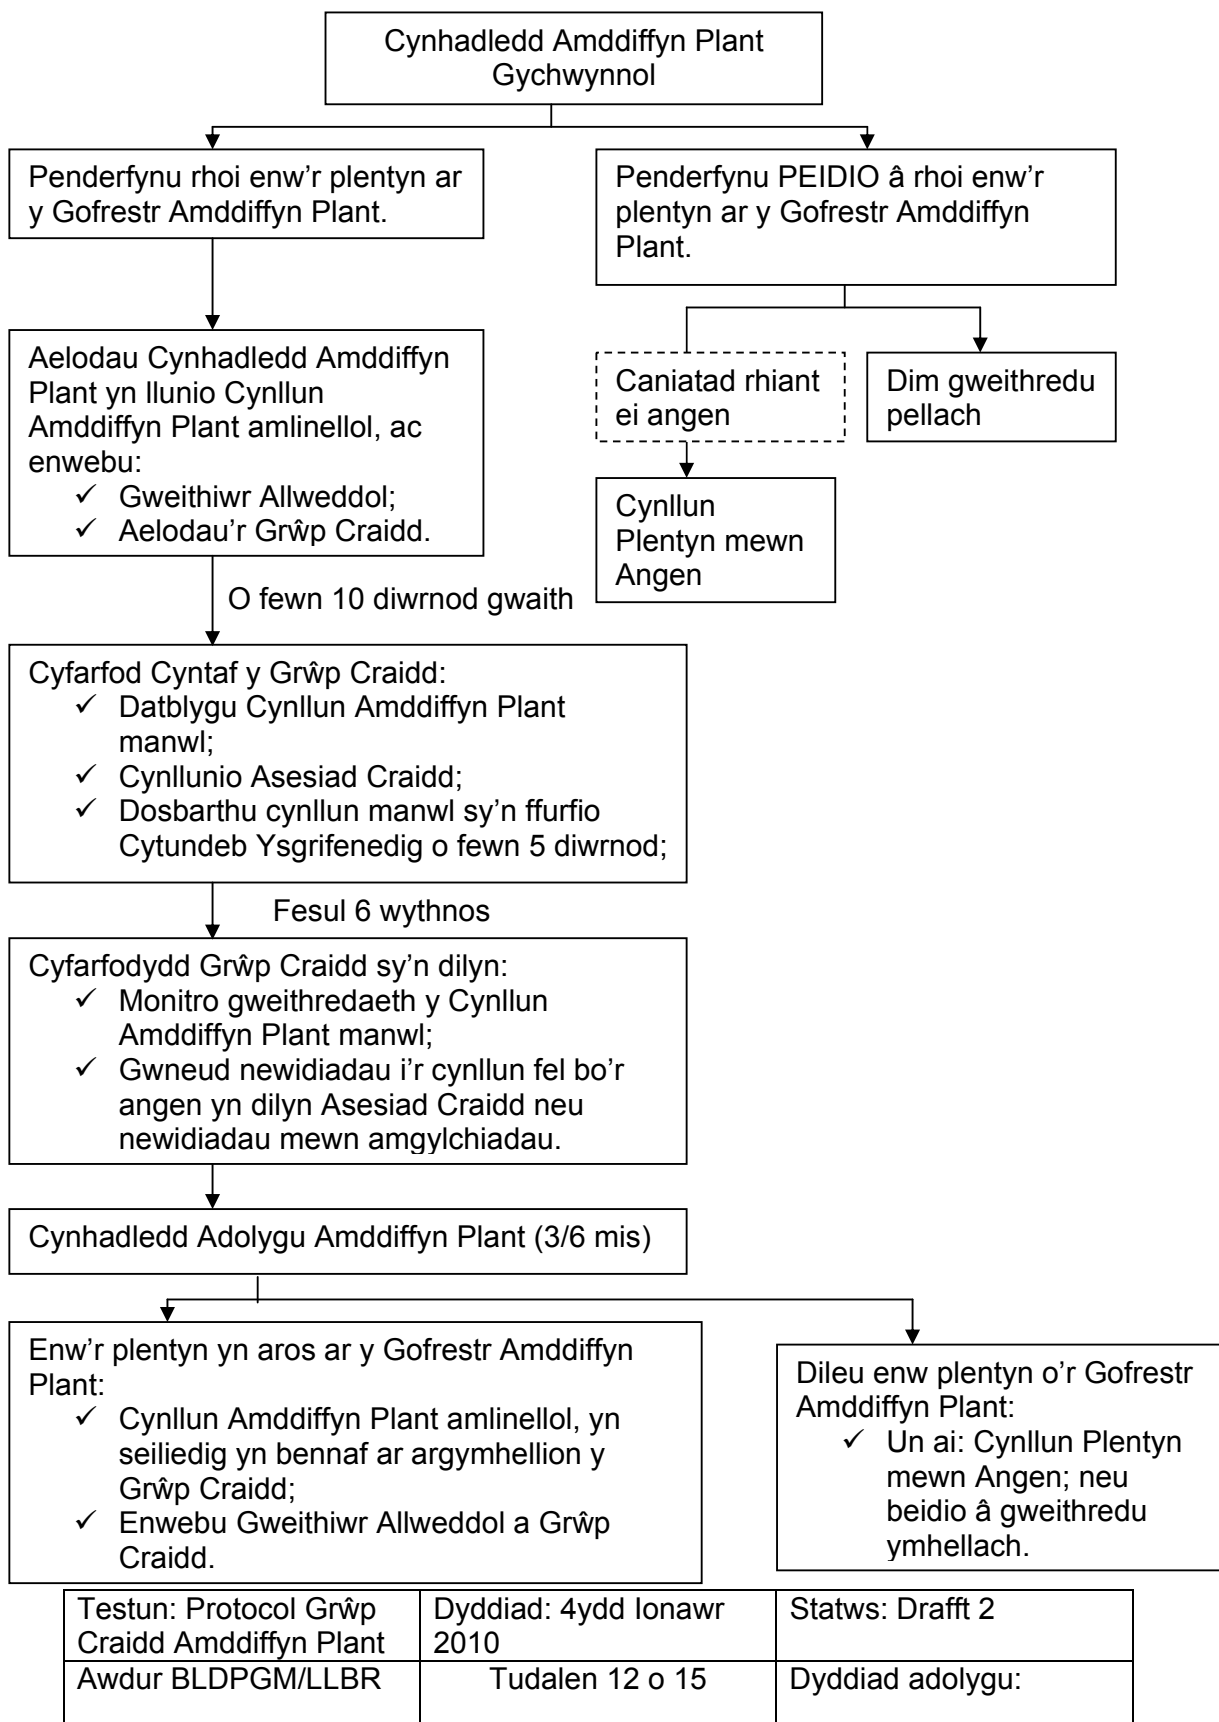 Cynhadledd Amddiffyn Plant
Gychwynnol
Penderfynu rhoi enw’r plentyn ar
y Gofrestr Amddiffyn Plant.
Penderfynu PEIDIO â rhoi enw’r
plentyn ar y Gofrestr Amddiffyn
Plant.
Aelodau Cynhadledd Amddiffyn
Plant yn llunio Cynllun
Amddiffyn Plant amlinellol, ac
enwebu:
✓ Gweithiwr Allweddol;
✓ Aelodau’r Grŵp Craidd.
Caniatad rhiant
ei angen
Dim gweithredu
pellach
Cynllun
Plentyn mewn
Angen
O fewn 10 diwrnod gwaith
Cyfarfod Cyntaf y Grŵp Craidd:
✓ Datblygu Cynllun Amddiffyn Plant
manwl;
✓ Cynllunio Asesiad Craidd;
✓ Dosbarthu cynllun manwl sy’n ffurfio
Cytundeb Ysgrifenedig o fewn 5 diwrnod;
Fesul 6 wythnos
Cyfarfodydd Grŵp Craidd sy’n dilyn:
✓ Monitro gweithredaeth y Cynllun
Amddiffyn Plant manwl;
✓ Gwneud newidiadau i’r cynllun fel bo’r
angen yn dilyn Asesiad Craidd neu
newidiadau mewn amgylchiadau.
Cynhadledd Adolygu Amddiffyn Plant (3/6 mis)
Enw’r plentyn yn aros ar y Gofrestr Amddiffyn
Plant:
✓ Cynllun Amddiffyn Plant amlinellol, yn
seiliedig yn bennaf ar argymhellion y
Grŵp Craidd;
✓ Enwebu Gweithiwr Allweddol a Grŵp
Craidd.
Dileu enw plentyn o’r Gofrestr
Amddiffyn Plant:
✓ Un ai: Cynllun Plentyn
mewn Angen; neu
beidio â gweithredu
ymhellach.
Testun: Protocol Grŵp
Craidd Amddiffyn Plant
Dyddiad: 4ydd Ionawr
2010
Statws: Drafft 2
Awdur BLDPGM/LLBR
Tudalen 12 o 15
Dyddiad adolygu: